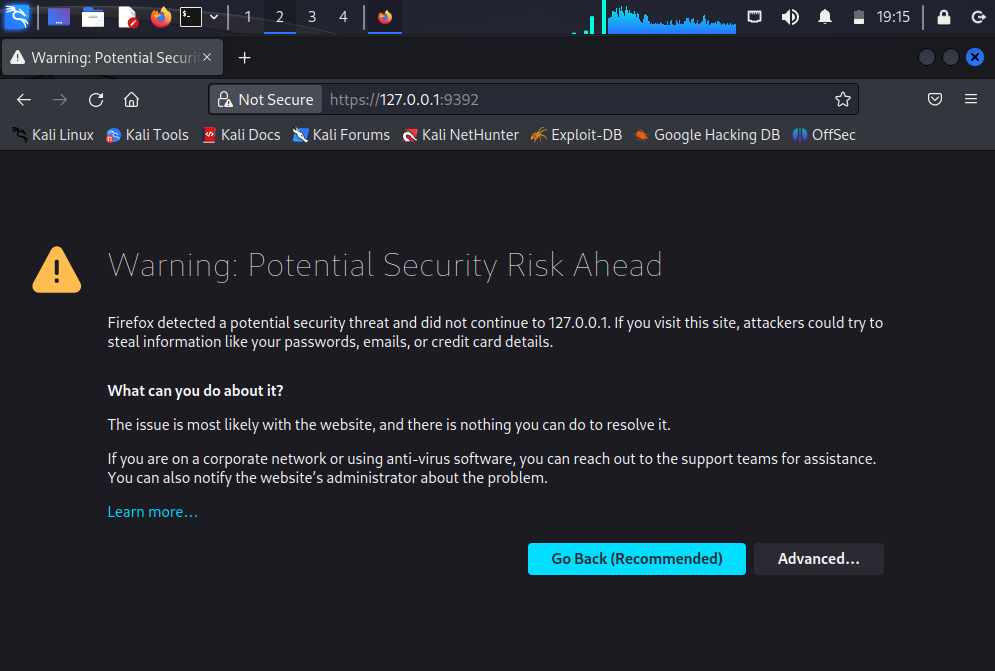 1 2 3 4 19:15
Warning: Potential Securi
Not Secure https://127.0.0.1:9392
Kali Linux Kali Tools Kali Docs Kali Forums Kali NetHunter Exploit-DB Google Hacking DB OffSec
Warning: Potential Security Risk Ahead
Firefox detected a potential security threat and did not continue to 127.0.0.1. If you visit this site, attackers could try to
steal information like your passwords, emails, or credit card details.
What can you do about it?
The issue is most likely with the website, and there is nothing you can do to resolve it.
If you are on a corporate network or using anti-virus software, you can reach out to the support teams for assistance.
You can also notify the website’s administrator about the problem.
Learn more…
Go Back (Recommended) Advanced…